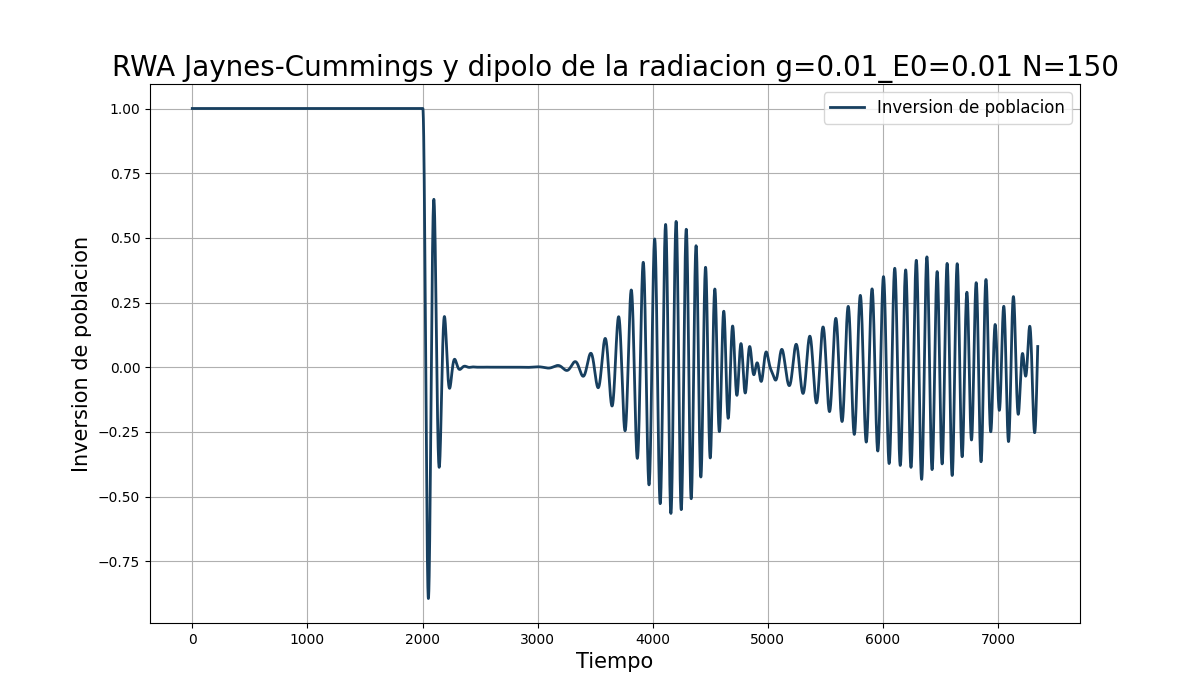 RWA Jaynes-Cummings y dipolo de la radiacion g=0.01_E0=0.01 N=150
Inversion de poblacion
1.00
0.75
0.50
0.25
0.00
−0.25
−0.50
−0.75
Inversion de poblacion
0 1000 2000 3000 4000 5000 6000 7000
Tiempo